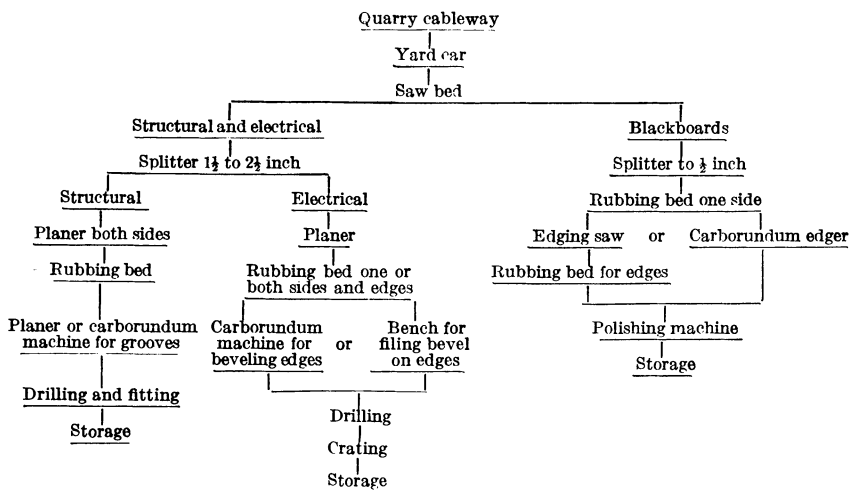 Quarry cableway
Yard car
Saw bed
Structural and electrical
Blackboards
Splitter 1½ to 2½ inch
Splitter to ½ inch
Structural
Electrical
Rubbing bed one side
Planer both sides
Planer
Edging saw or Carborundum edger
Rubbing bed
Rubbing bed one or
both sides and edges
Rubbing bed for edges
Planer or carborundum
machine for grooves
Carborundum
machine for
beveling edges
or
Bench for
filing bevel
on edges
Polishing machine
Storage
Drilling and fitting
Storage
Drilling
Crating
Storage